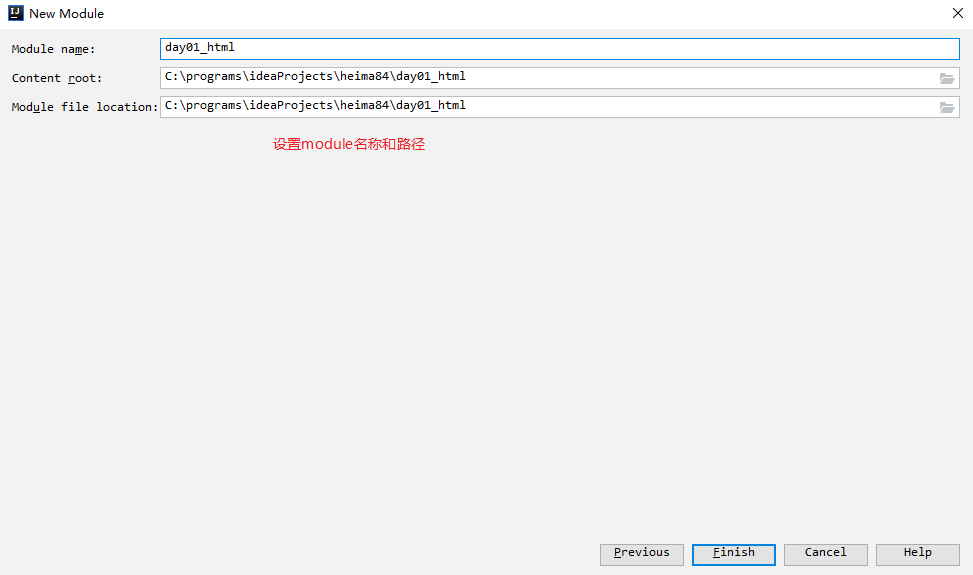 New Module
Module name: day01_html
Content root: C:\programs\ideaProjects\heima84\day01_html
Module file location: C:\programs\ideaProjects\heima84\day01_html
设置module名称和路径
Previous Finish Cancel Help